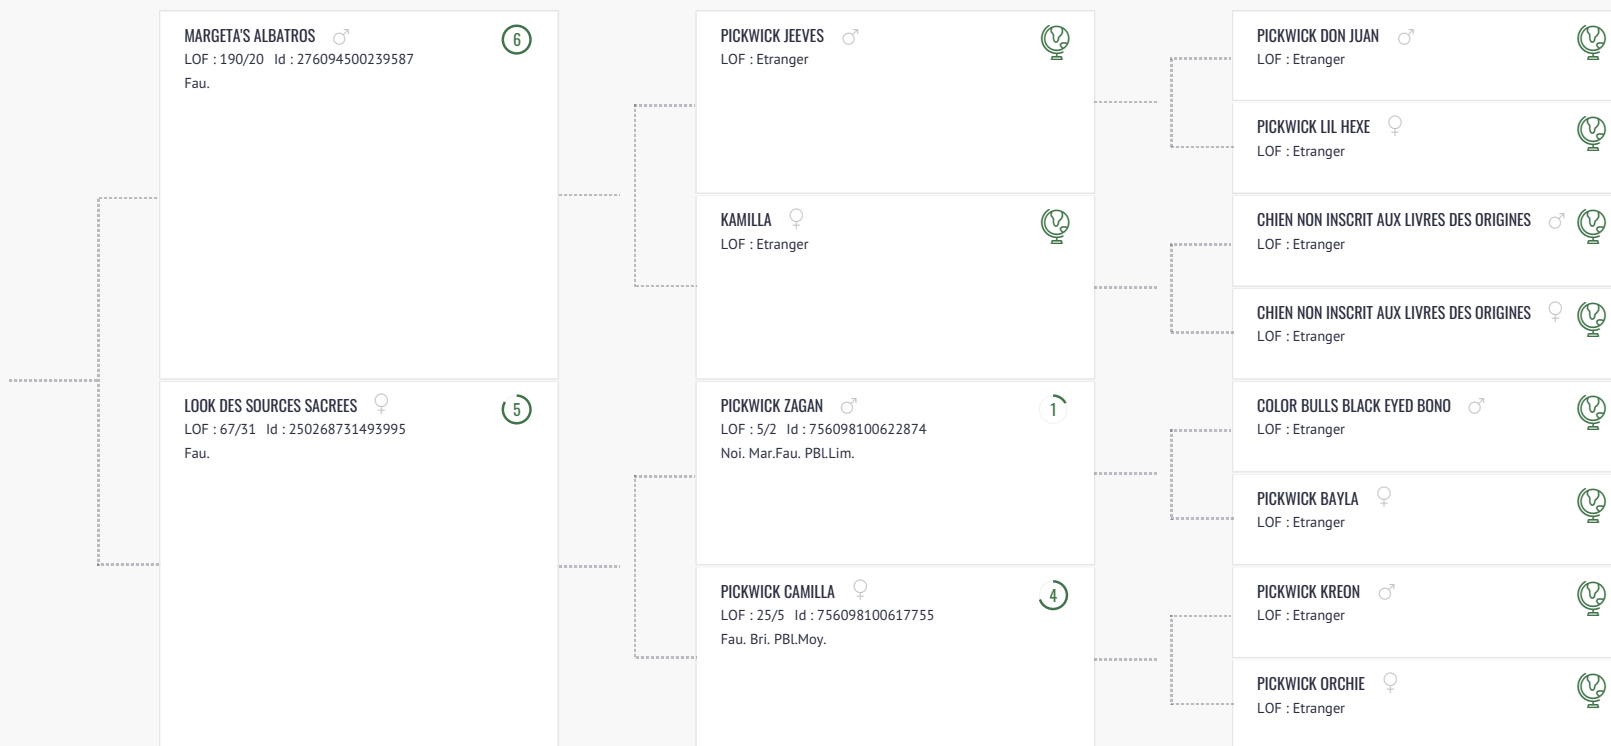 MARGETA'S ALBATROS
6
LOF : 190/20 Id : 276094500239587
Fau.
LOOK DES SOURCES SACREES
5
LOF : 67/31 Id : 250268731493995
Fau.
PICKWICK JEEVES
LOF : Etranger
KAMILLA
LOF : Etranger
PICKWICK ZAGAN
1
LOF : 5/2 Id : 756098100622874
Noi. Mar.Fau. PBl.Lim.
PICKWICK CAMILLA
4
LOF : 25/5 Id : 756098100617755
Fau. Bri. PBl.Moy.
PICKWICK DON JUAN
LOF : Etranger
PICKWICK LIL HEXE
LOF : Etranger
CHIEN NON INSCRIT AUX LIVRES DES ORIGINES
LOF : Etranger
CHIEN NON INSCRIT AUX LIVRES DES ORIGINES
LOF : Etranger
COLOR BULLS BLACK EYED BONO
LOF : Etranger
PICKWICK BAYLA
LOF : Etranger
PICKWICK KREON
LOF : Etranger
PICKWICK ORCHIE
LOF : Etranger